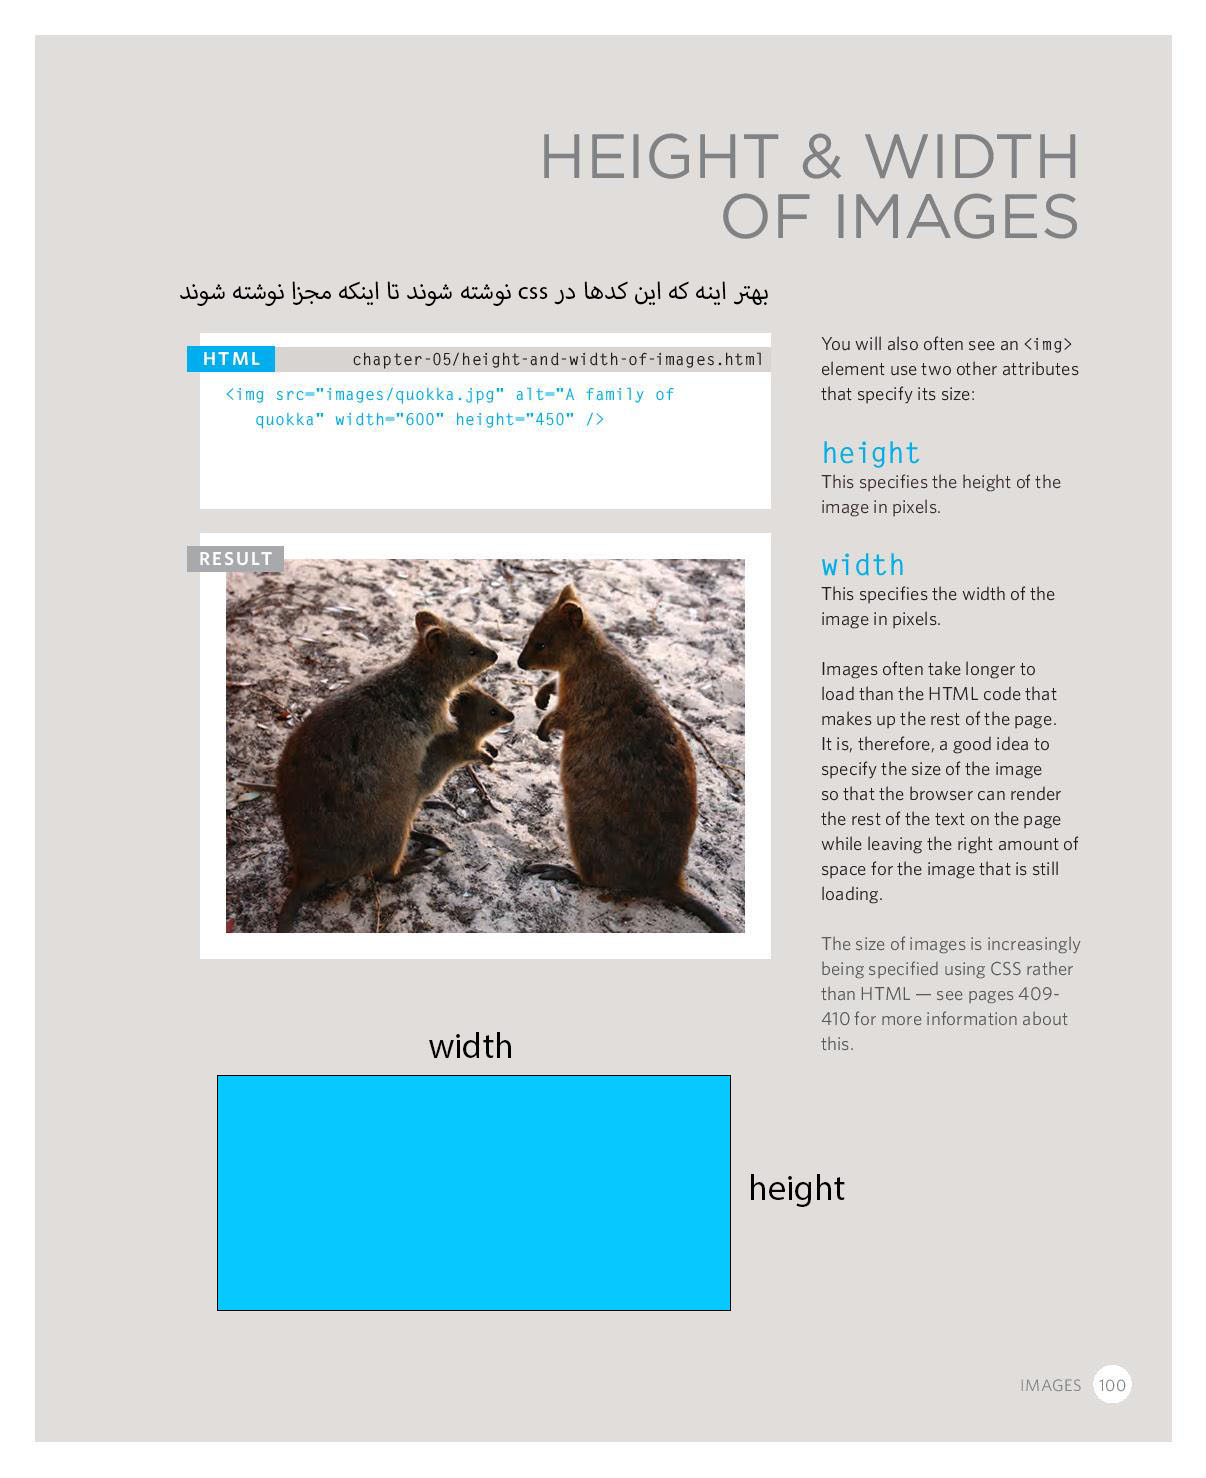 HEIGHT & WIDTH
OF IMAGES
بهتر اینه که این کدها در css نوشته شوند تا اینکه مجزا نوشته شوند
HTML
chapter-05/height-and-width-of-images.html
<img src="images/quokka.jpg" alt="A family of
quokka" width="600" height="450" />
RESULT
You will also often see an <img>
element use two other attributes
that specify its size:
height
This specifies the height of the
image in pixels.
width
This specifies the width of the
image in pixels.
Images often take longer to
load than the HTML code that
makes up the rest of the page.
It is, therefore, a good idea to
specify the size of the image
so that the browser can render
the rest of the text on the page
while leaving the right amount of
space for the image that is still
loading.
The size of images is increasingly
being specified using CSS rather
than HTML — see pages 409-
410 for more information about
this.
width
height
IMAGES 100